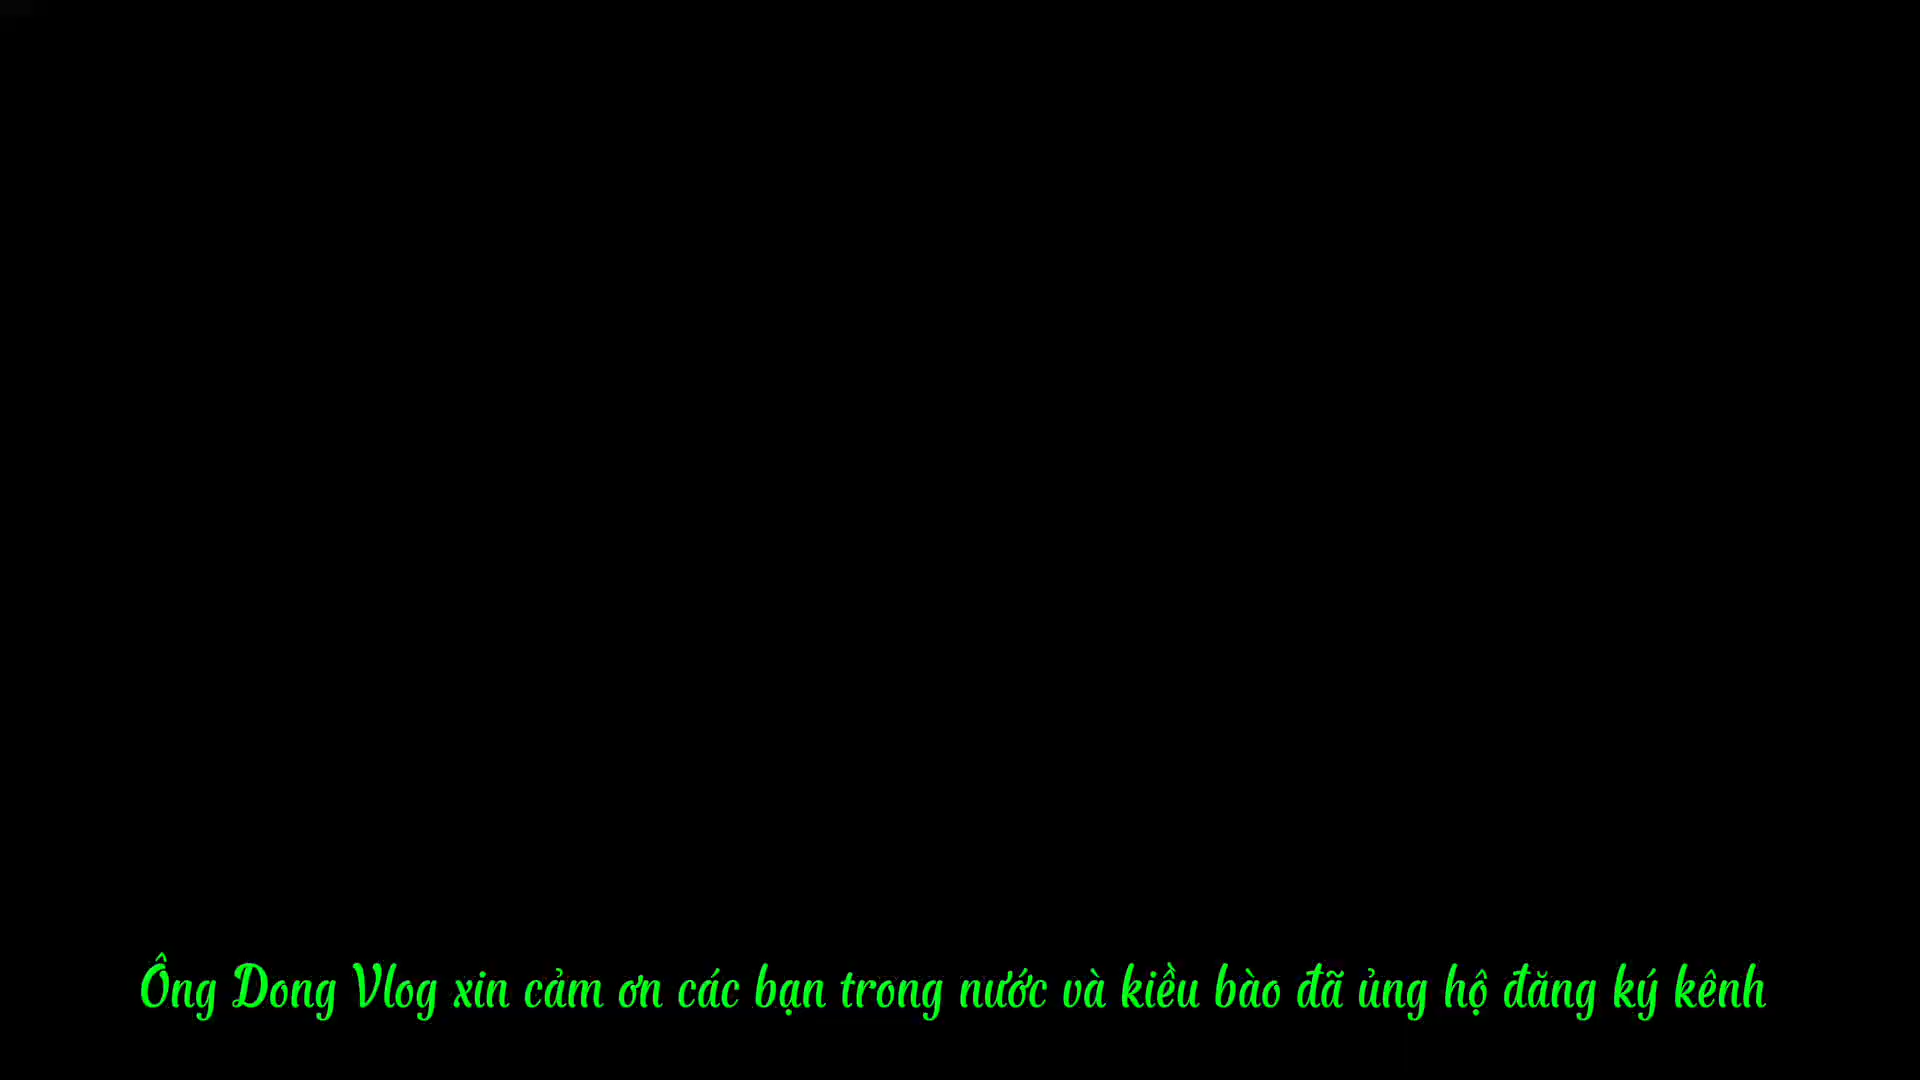 Ông Dong Vlog xin cảm ơn các bạn trong nước và kiều bào đã ủng hộ đăng ký kênh